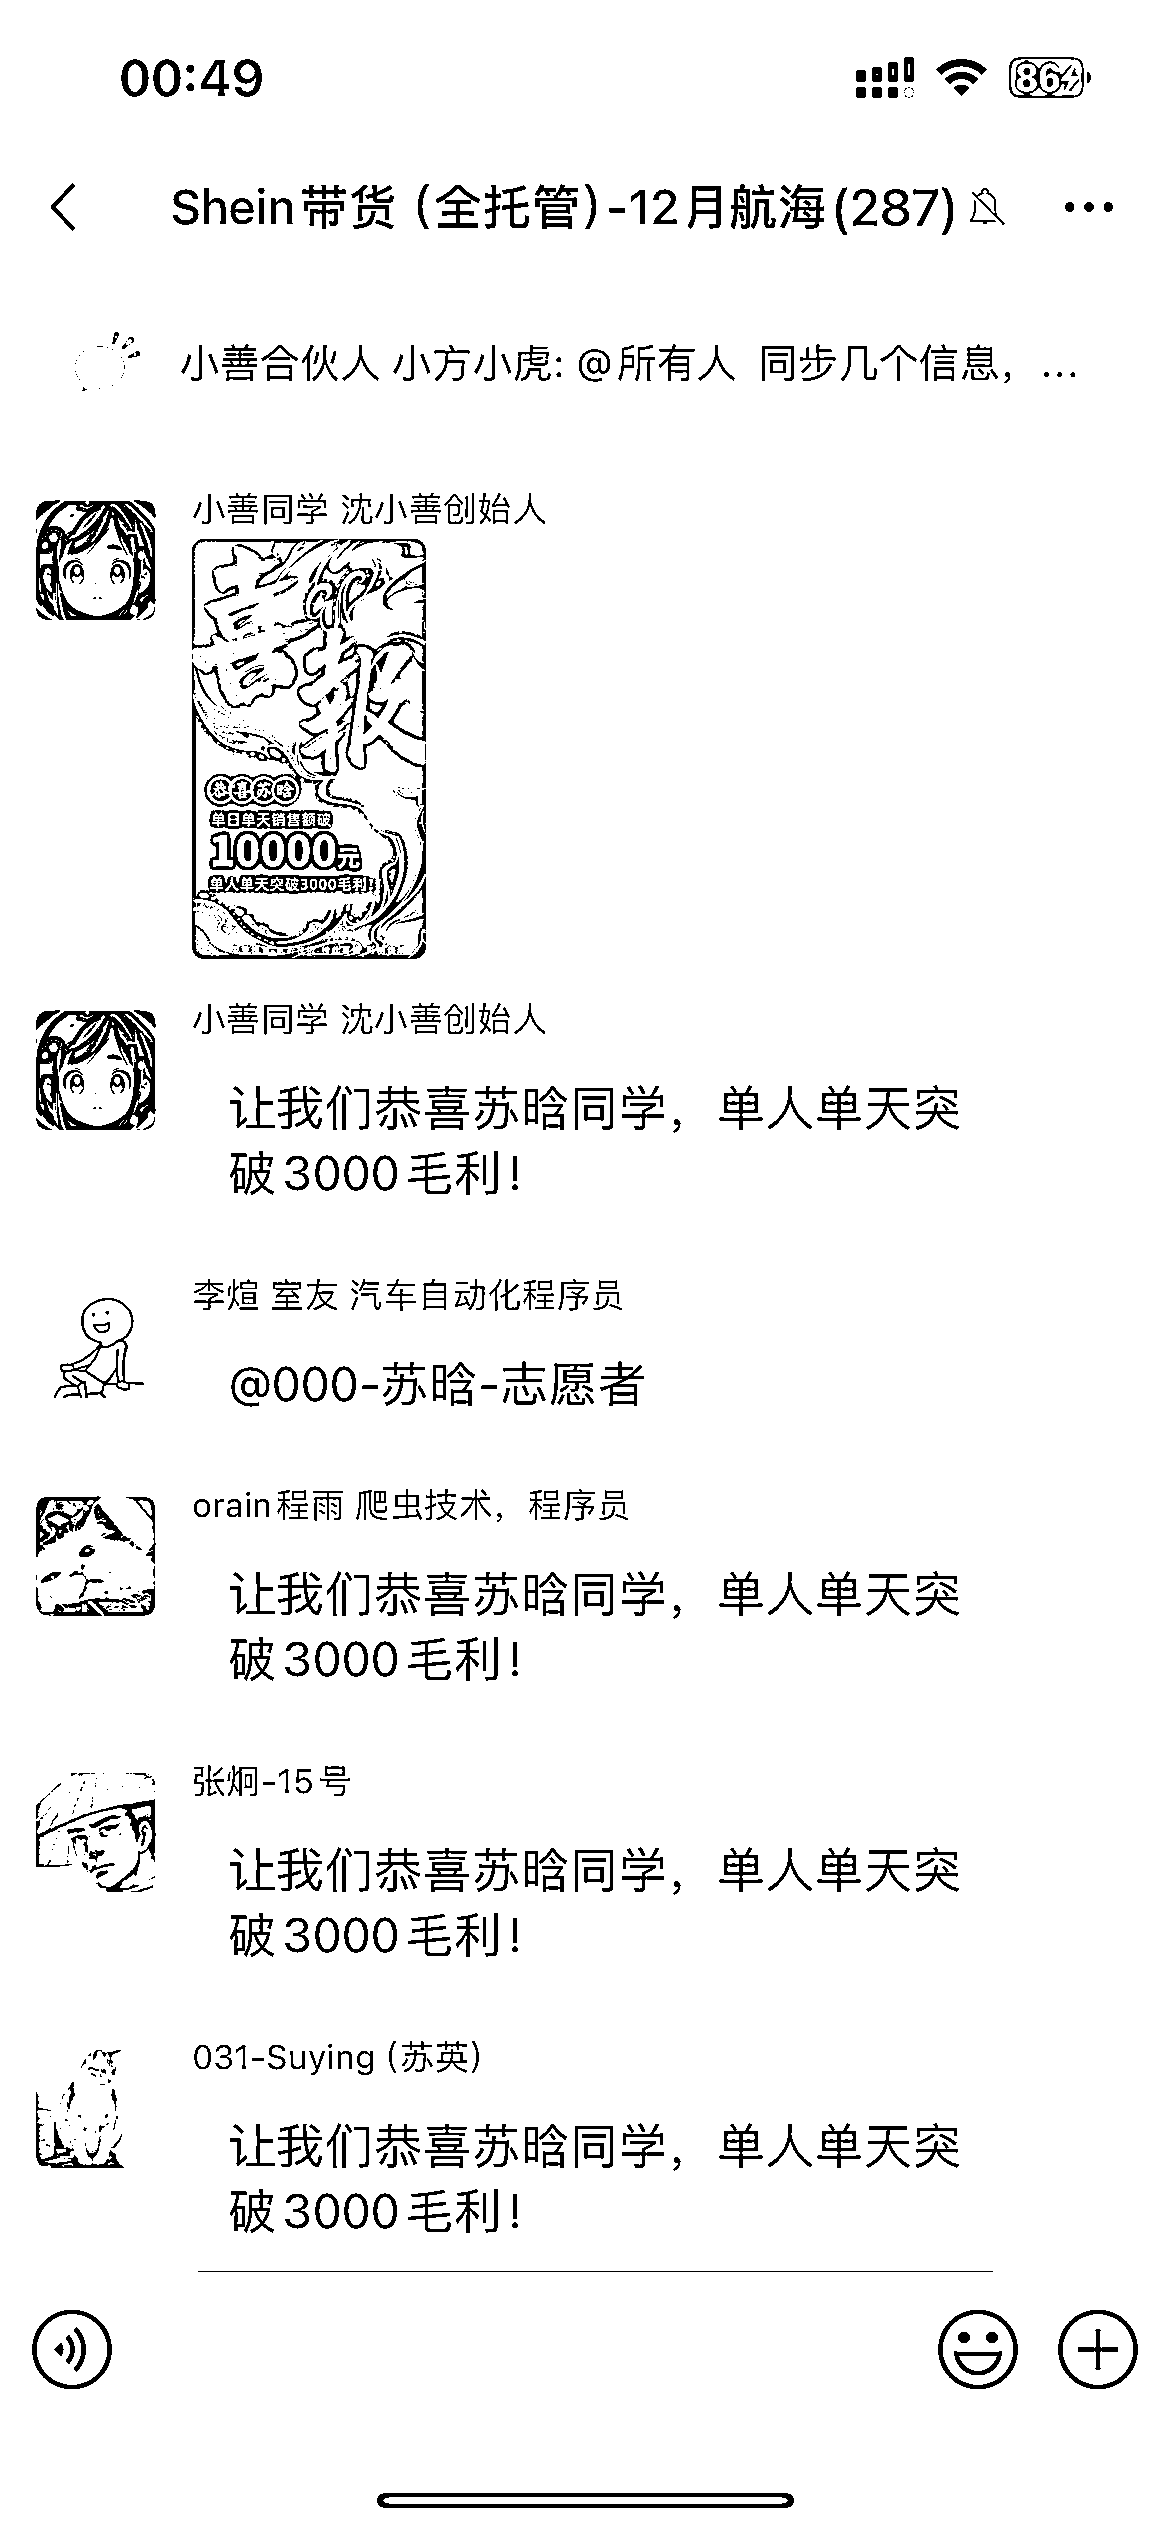 00:49
86
Shein带货（全托管）-12月航海(287)
小善合伙人 小方小虎: @所有人 同步几个信息，...
小善同学 沈小善创始人
喜报
恭喜苏晗
单日单天销售额破
10000元
单人单天突破3000毛利!
小善同学 沈小善创始人
让我们恭喜苏晗同学，单人单天突
破3000毛利！
李煊 室友 汽车自动化程序员
@000-苏晗-志愿者
orain程雨 爬虫技术，程序员
让我们恭喜苏晗同学，单人单天突
破3000毛利！
张炯-15号
让我们恭喜苏晗同学，单人单天突
破3000毛利！
031-Suying（苏英）
让我们恭喜苏晗同学，单人单天突
破3000毛利！